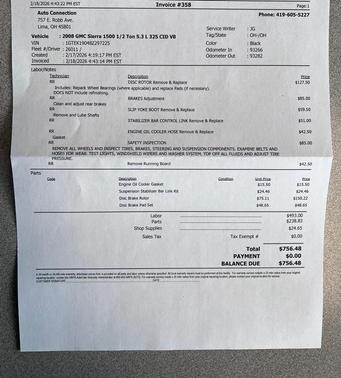 2/18/2026 4:43:22 PM EST
Invoice #358
Page:1
Auto Connection
Phone: 419-605-5227
757 E. Robb Ave.
Lima, OH 45801
Service Writer : JG
Tag/State : OH/OH
Vehicle : 2008 GMC Sierra 1500 1/2 Ton 5.3 L 325 CID V8
VIN : 1GTEK19048Z297225
Color : Black
Fleet #/Driver : 26011 /
Odometer In : 93266
Created : 2/17/2026 4:19:17 PM EST
Odometer Out : 93282
Invoiced : 2/18/2026 4:43:14 PM EST
Labor/Notes
Technician Description Price
RR DISC ROTOR Remove & Replace $127.50
Includes: Repack Wheel Bearings (where applicable) and replace Pads (if necessary).
DOES NOT include refinishing.
RR BRAKES Adjustment $85.00
Clean and adjust rear brakes
RR SLIP YOKE BOOT Remove & Replace $59.50
Remove and Lube Shafts
RR STABILIZER BAR CONTROL LINK Remove & Replace $51.00
RR ENGINE OIL COOLER HOSE Remove & Replace $42.50
Gasket
RR SAFETY INSPECTION $85.00
REMOVE ALL WHEELS AND INSPECT TIRES, BRAKES, STEERING AND SUSPENSION COMPONENTS. EXAMINE BELTS AND
HOSES FOR WEAR. TEST LIGHTS, WINDSHIELD WIPERS AND WASHER SYSTEM. TOP OFF ALL FLUIDS AND ADJUST TIRE
PRESSURE.
RR Remove Running Board $42.50
Parts
Code Description Condition Unit Price Price
Engine Oil Cooler Gasket $15.50 $15.50
Suspension Stabilizer Bar Link Kit $24.46 $24.46
Disc Brake Rotor $75.11 $150.22
Disc Brake Pad Set $48.65 $48.65
Labor $493.00
Parts $238.83
Shop Supplies $24.65
Sales Tax Tax Exempt # $0.00
Total $756.48
PAYMENT $0.00
BALANCE DUE $756.48
CUSTOMER SIGNATURE DATE